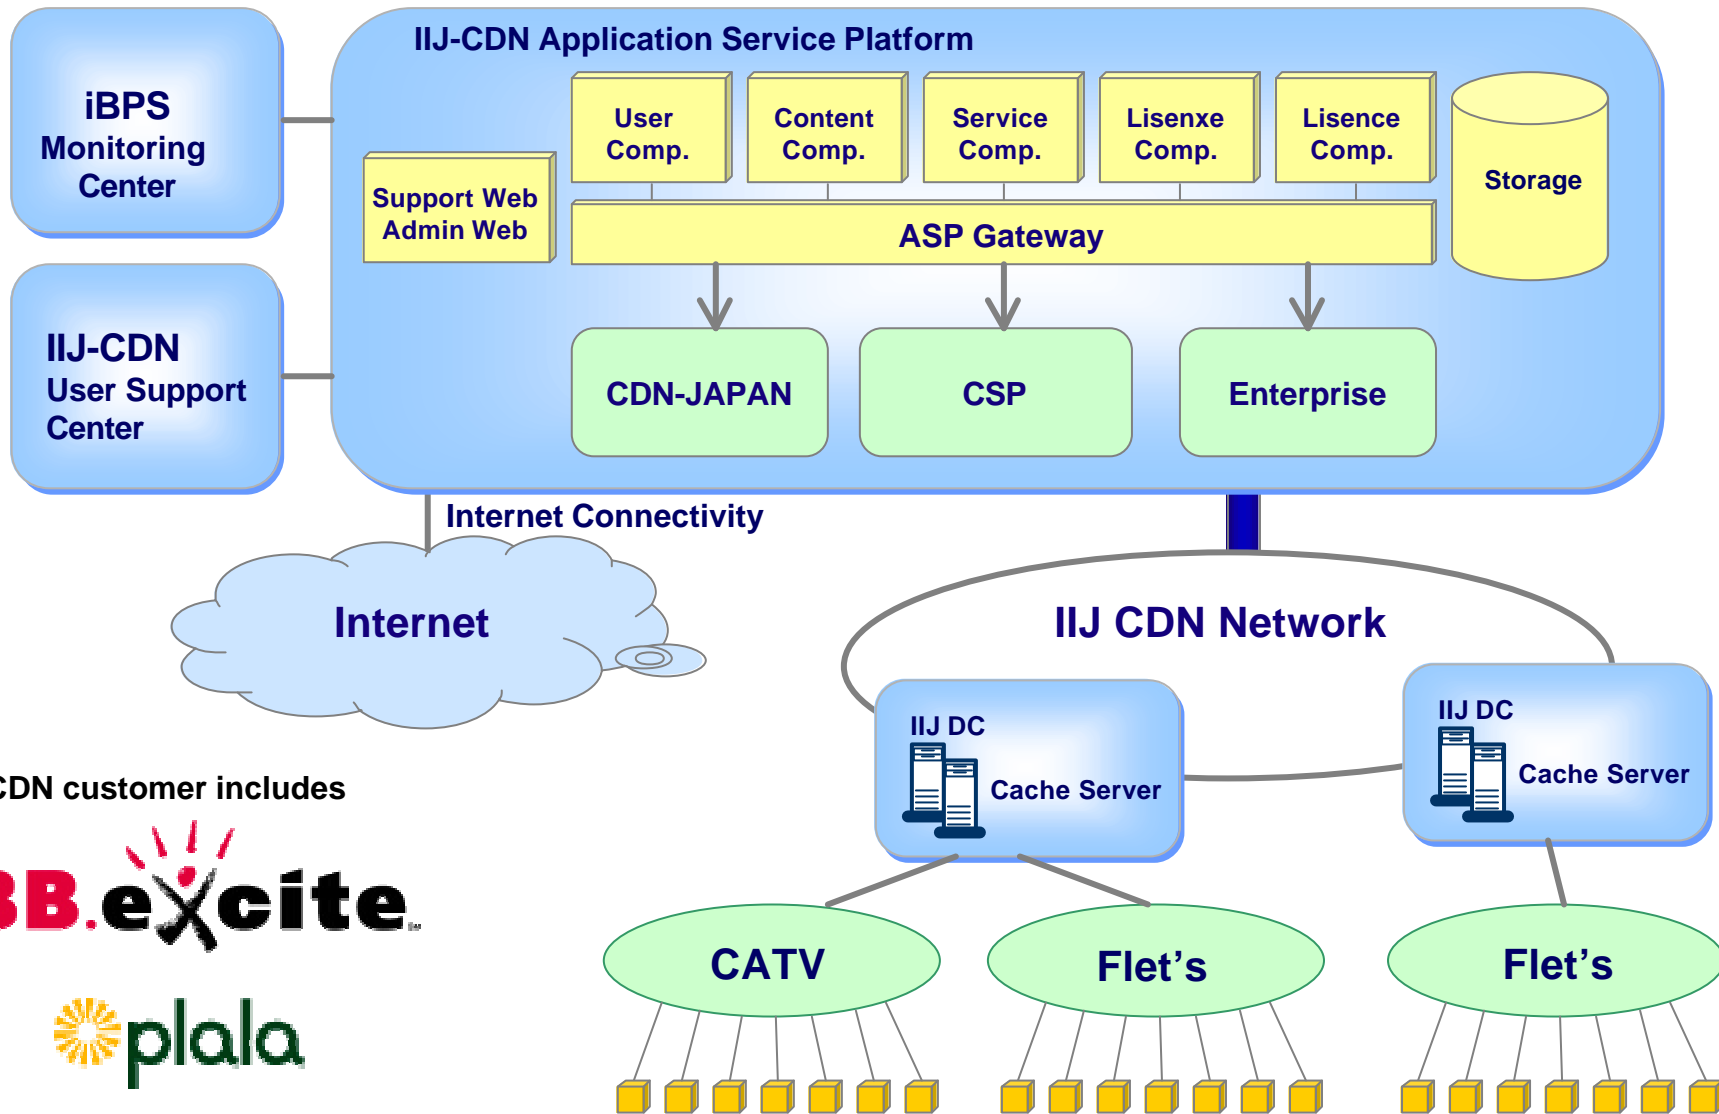 IIJ-CDN Application Service Platform
iBPS
Monitoring
Center
User
Comp.
Content
Comp.
Service
Comp.
Lisenxe
Comp.
Lisence
Comp.
Storage
Support Web
Admin Web
ASP Gateway
IIJ-CDN
User Support
Center
CDN-JAPAN
CSP
Enterprise
Internet Connectivity
Internet
IIJ CDN Network
IIJ DC
Cache Server
IIJ DC
Cache Server
CDN customer includes
BB.excite
plala
CATV
Flet's
Flet's